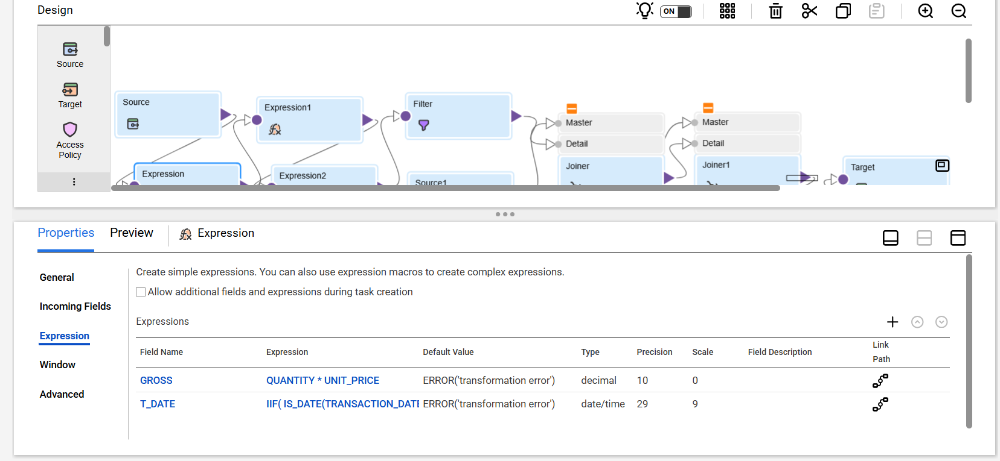 Design
ON
Source
Target
Access
Policy
Source
Expression1
Filter
Master
Detail
Joiner
Master
Detail
Joiner1
Target
Expression
Expression2
Source1
Properties
Preview
Expression
General
Incoming Fields
Expression
Window
Advanced
Create simple expressions. You can also use expression macros to create complex expressions.
Allow additional fields and expressions during task creation
Expressions
Field Name Expression Default Value Type Precision Scale Field Description Link Path
GROSS QUANTITY * UNIT_PRICE ERROR('transformation error') decimal 10 0
T_DATE IIF( IS_DATE(TRANSACTION_DATE ERROR('transformation error') date/time 29 9